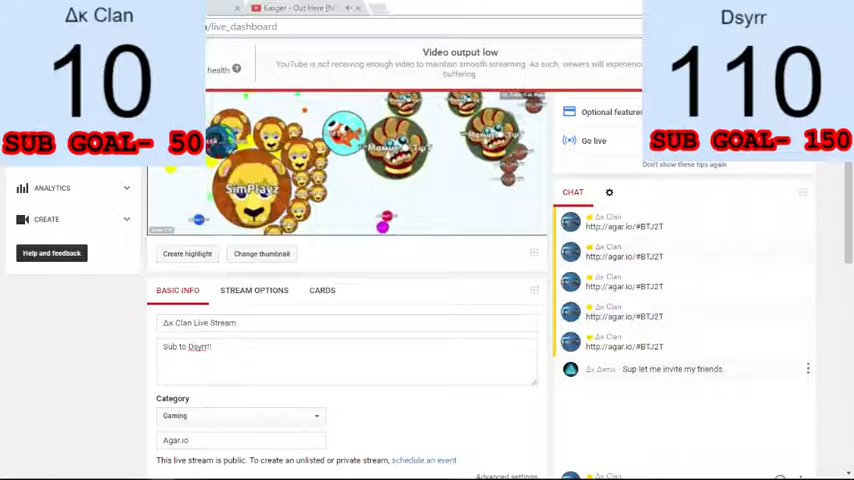 Δκ Clan
10
SUB GOAL- 50
Kasger - Out Here [N
/live_dashboard
Video output low
health
YouTube is not receiving enough video to maintain smooth streaming. As such, viewers will experience
buffering
Dsyrr
110
SUB GOAL- 150
Optional feature
Go live
Don't show these tips again
ANALYTICS
CREATE
Help and feedback
SimPlayz
Create highlight
Change thumbnail
BASIC INFO
STREAM OPTIONS
CARDS
Δκ Clan Live Stream
Sub to Dsyrr!!
Category
Gaming
Agar.io
This live stream is public. To create an unlisted or private stream, schedule an event
Advanced settings
CHAT
Δκ Clan
http://agar.io/#BTJ2T
Δκ Clan
http://agar.io/#BTJ2T
Δκ Clan
http://agar.io/#BTJ2T
Δκ Clan
http://agar.io/#BTJ2T
Δκ Clan
http://agar.io/#BTJ2T
Sup let me invite my friends
Δκ Clan